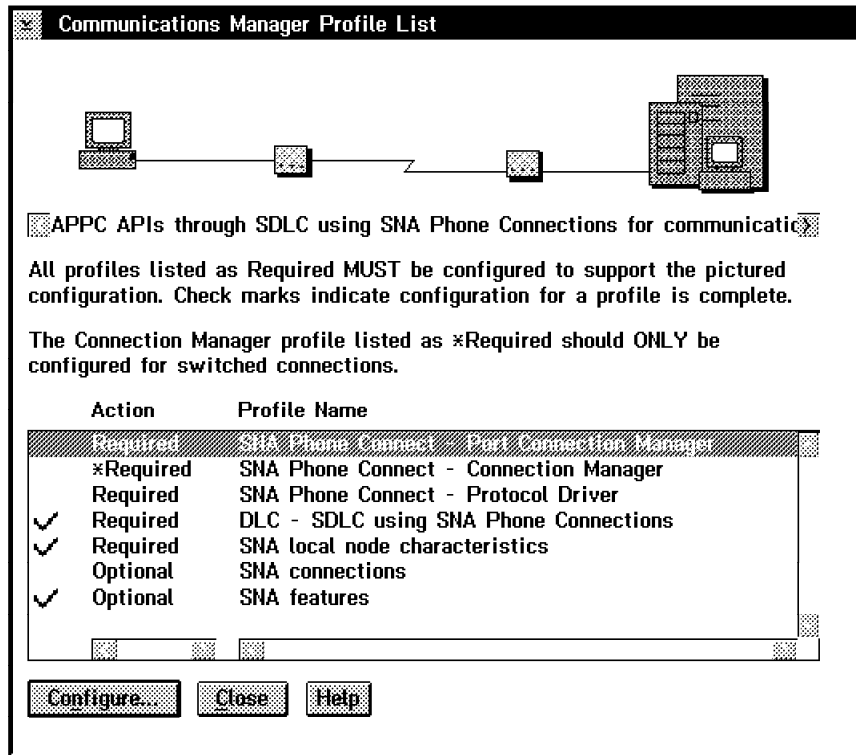 Communications Manager Profile List
APPC APIs through SDLC using SNA Phone Connections for communicatic
All profiles listed as Required MUST be configured to support the pictured
configuration. Check marks indicate configuration for a profile is complete.
The Connection Manager profile listed as *Required should ONLY be
configured for switched connections.
Action Profile Name
Required SNA Phone Connect - Port Connection Manager
*Required SNA Phone Connect - Connection Manager
Required SNA Phone Connect - Protocol Driver
Required DLC - SDLC using SNA Phone Connections
Required SNA local node characteristics
Optional SNA connections
Optional SNA features
Configure... Close Help